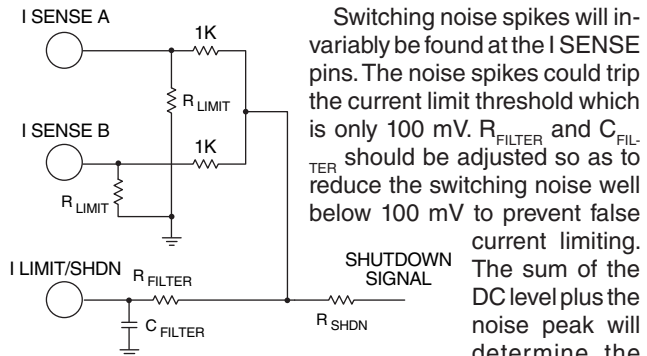 I SENSE A
1K
R LIMIT
I SENSE B
1K
R LIMIT
I LIMIT/SHDN
R FILTER
C FILTER
SHUTDOWN
SIGNAL
R SHDN
Switching noise spikes will in-
variably be found at the I SENSE
pins. The noise spikes could trip
the current limit threshold which
is only 100 mV. RFILTER and CFIL-
TER should be adjusted so as to
reduce the switching noise well
below 100 mV to prevent false
current limiting.
The sum of the
DC level plus the
noise peak will
determine the